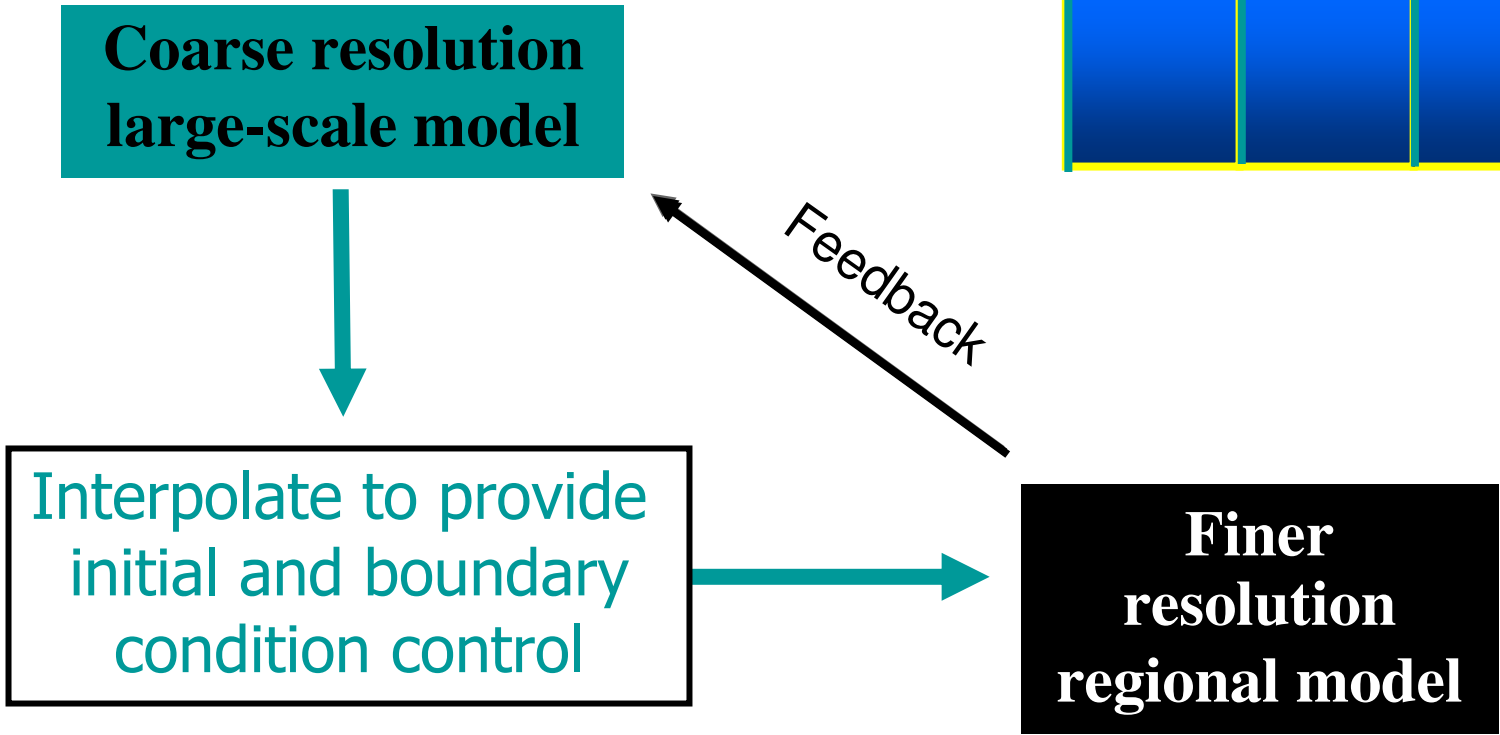 Coarse resolution
large-scale model
Feedback
Interpolate to provide
initial and boundary
condition control
Finer
resolution
regional model